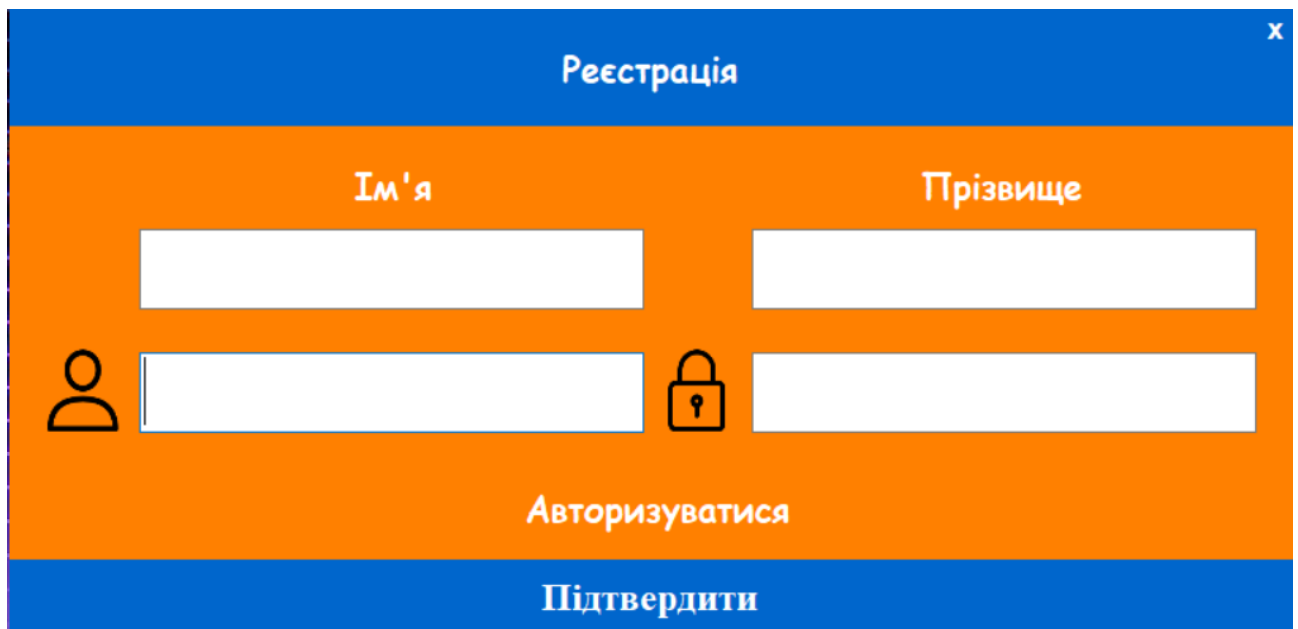 x
Реєстрація
Ім'я Прізвище
Авторизуватися
Підтвердити